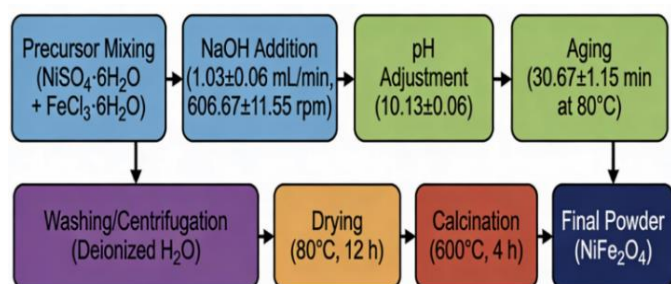 Precursor Mixing
(NiSO₄·6H₂O
+ FeCl₃·6H₂O)
NaOH Addition
(1.03±0.06 mL/min,
606.67±11.55 rpm)
pH
Adjustment
(10.13±0.06)
Aging
(30.67±1.15 min
at 80°C)
Washing/Centrifugation
(Deionized H₂O)
Drying
(80°C, 12 h)
Calcination
(600°C, 4 h)
Final Powder
(NiFe₂O₄)